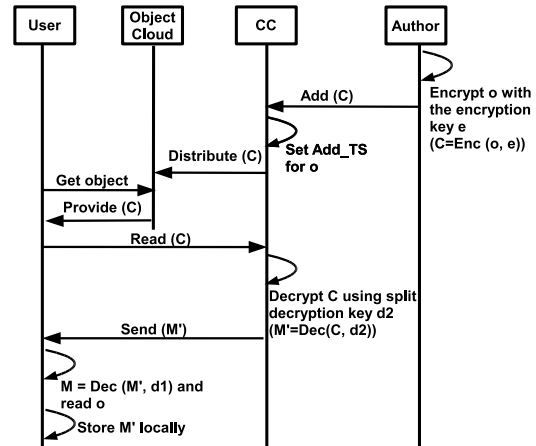 User
Object
Cloud
CC
Author
Encrypt o with
the encryption
key e
(C=Enc (o, e))
Add (C)
Set Add_TS
for o
Distribute (C)
Get object
Provide (C)
Read (C)
Decrypt C using split
decryption key d2
(M'=Dec(C, d2))
Send (M')
M = Dec (M', d1) and
read o
Store M' locally